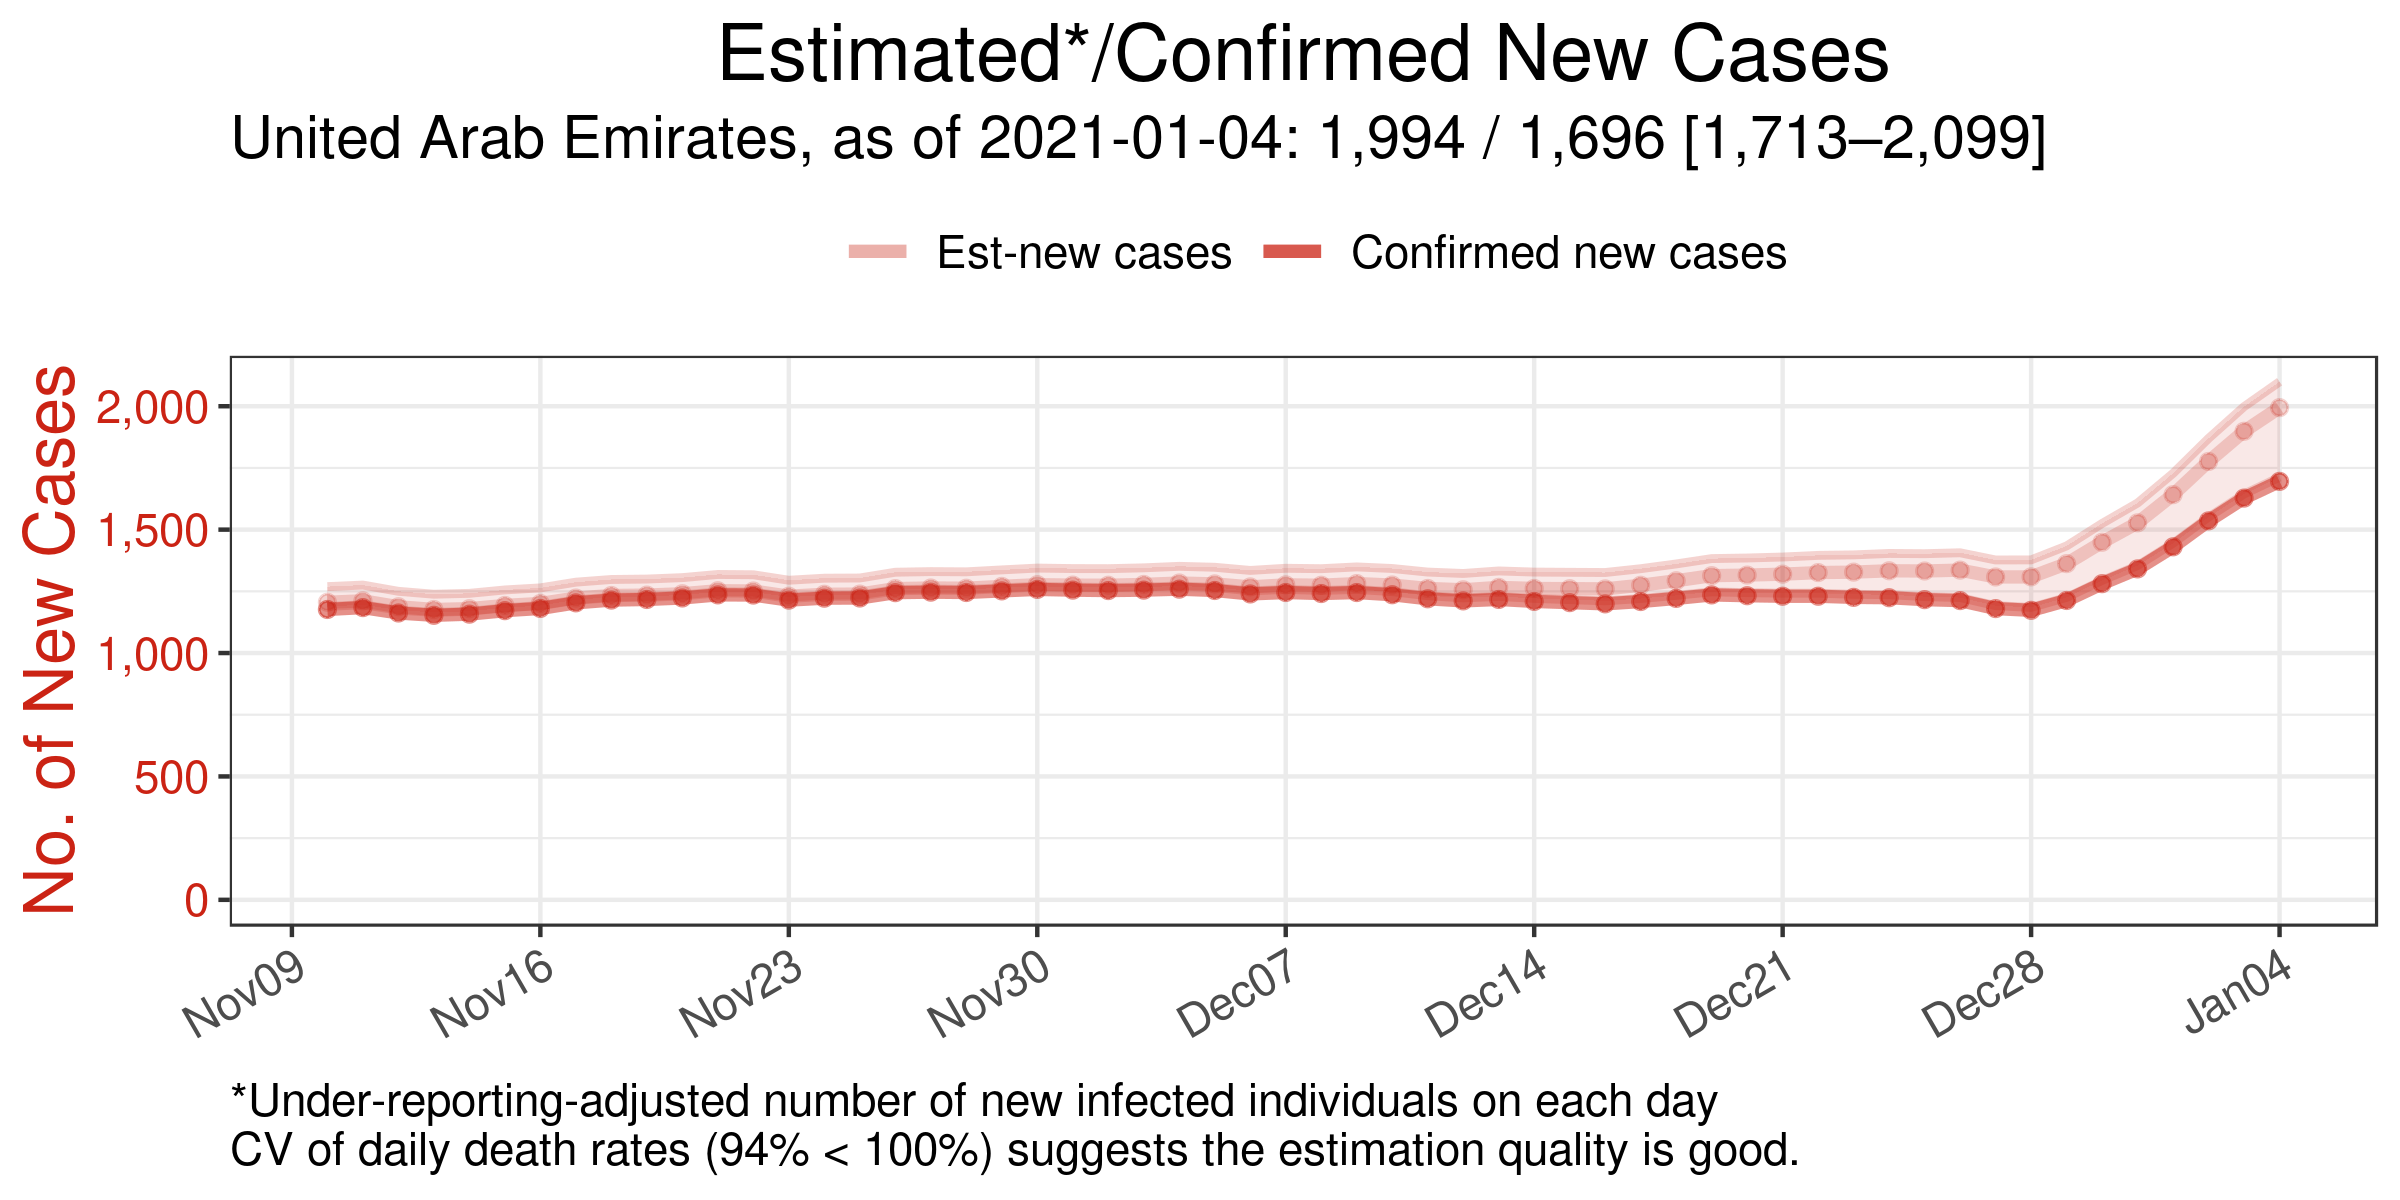 Estimated*/Confirmed New Cases
United Arab Emirates, as of 2021-01-04: 1,994 / 1,696 [1,713–2,099]
Est-new cases Confirmed new cases
No. of New Cases
2,000
1,500
1,000
500
0
Nov09 Nov16 Nov23 Nov30 Dec07 Dec14 Dec21 Dec28 Jan04
*Under-reporting-adjusted number of new infected individuals on each day
CV of daily death rates (94% < 100%) suggests the estimation quality is good.